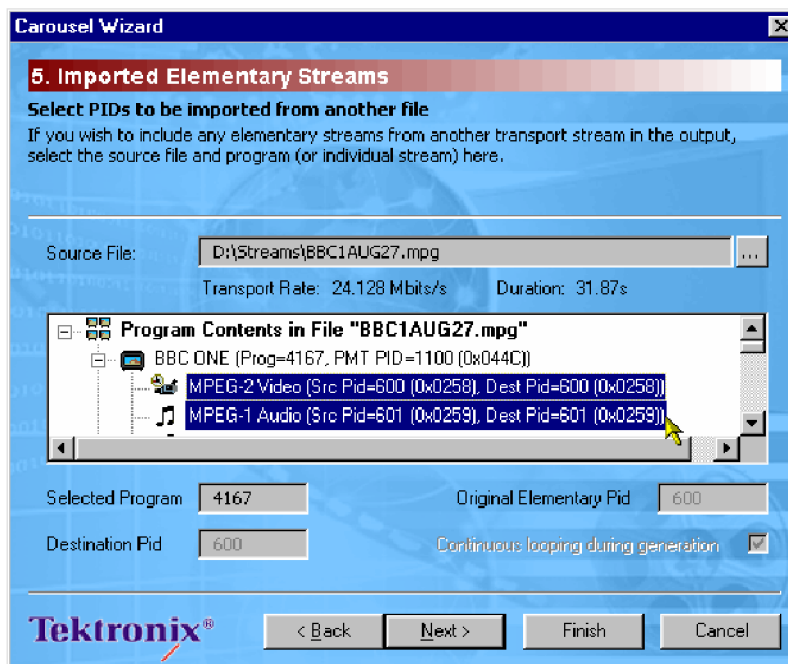 Carousel Wizard
5. Imported Elementary Streams
Select PIDs to be imported from another file
If you wish to include any elementary streams from another transport stream in the output,
select the source file and program (or individual stream) here.
Source File: D:\Streams\BBC1AUG27.mpg ...
Transport Rate: 24.128 Mbits/s Duration: 31.87s
Program Contents in File "BBC1AUG27.mpg"
BBC ONE (Prog=4167, PMT PID=1100 (0x044C))
MPEG-2 Video (Src Pid=600 (0x0258), Dest Pid=600 (0x0258))
MPEG-1 Audio (Src Pid=601 (0x0259), Dest Pid=601 (0x0259))
Selected Program 4167 Original Elementary Pid 600
Destination Pid 600 Continuous looping during generation
Tektronix® < Back Next > Finish Cancel